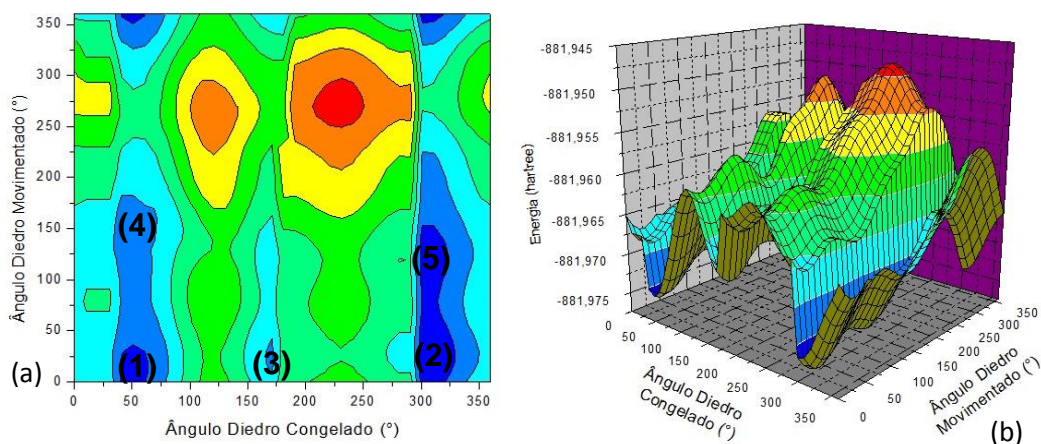 Ângulo Diedro Movimentado (°)
350
300
250
200
150
100
50
0
(4)
(5)
(1)
(3)
(2)
0 50 100 150 200 250 300 350
Ângulo Diedro Congelado (°)
(a)
Energia (hartree)
-881,945
-881,950
-881,955
-881,960
-881,965
-881,970
-881,975
0 50 100 150 200 250 300 350
Ângulo Diedro
Congelado (°)
0 50 100 150 200 250 300 350
Ângulo Diedro
Movimentado (°)
(b)